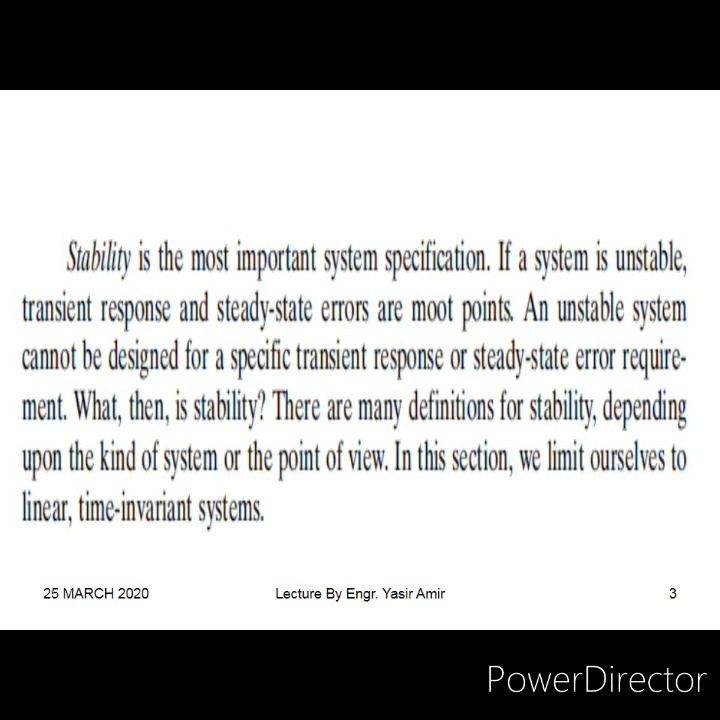 Stability is the most important system specification. If a system is unstable,
transient response and steady-state errors are moot points. An unstable system
cannot be designed for a specific transient response or steady-state error require-
ment. What, then, is stability? There are many definitions for stability, depending
upon the kind of system or the point of view. In this section, we limit ourselves to
linear, time-invariant systems.
25 MARCH 2020 Lecture By Engr. Yasir Amir 3
PowerDirector